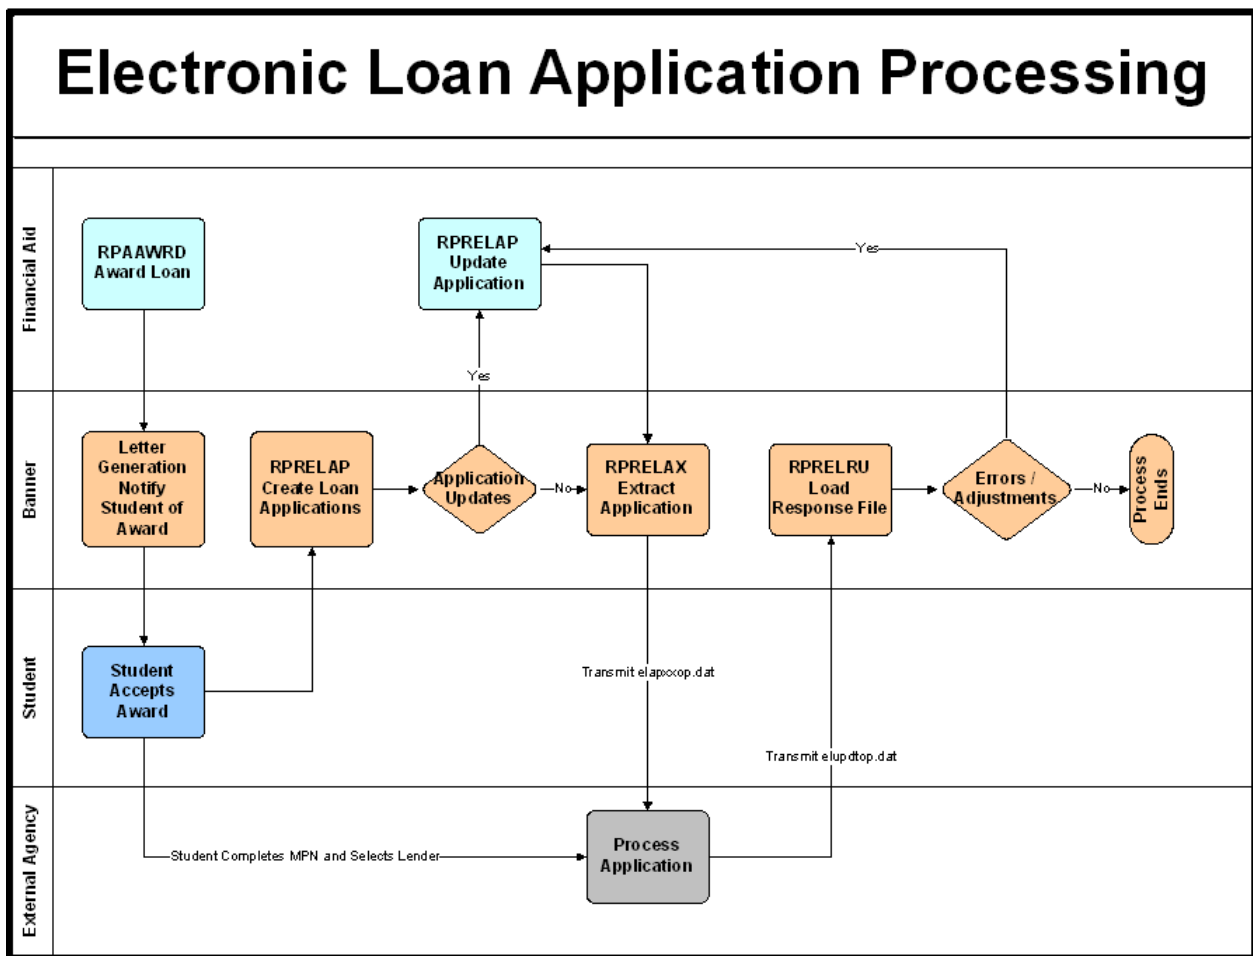 Electronic Loan Application Processing
Financial Aid
RPAAWRD
Award Loan
RPRELAP
Update
Application
Yes
Yes
Banner
Letter
Generation
Notify
Student of
Award
RPRELAP
Create Loan
Applications
Application
Updates
No
RPRELAX
Extract
Application
RPRELRU
Load
Response File
Errors /
Adjustments
No
Process
Ends
Student
Student
Accepts
Award
Transmit elapxxop.dat
Transmit elupdtop.dat
External Agency
Student Completes MPN and Selects Lender
Process
Application